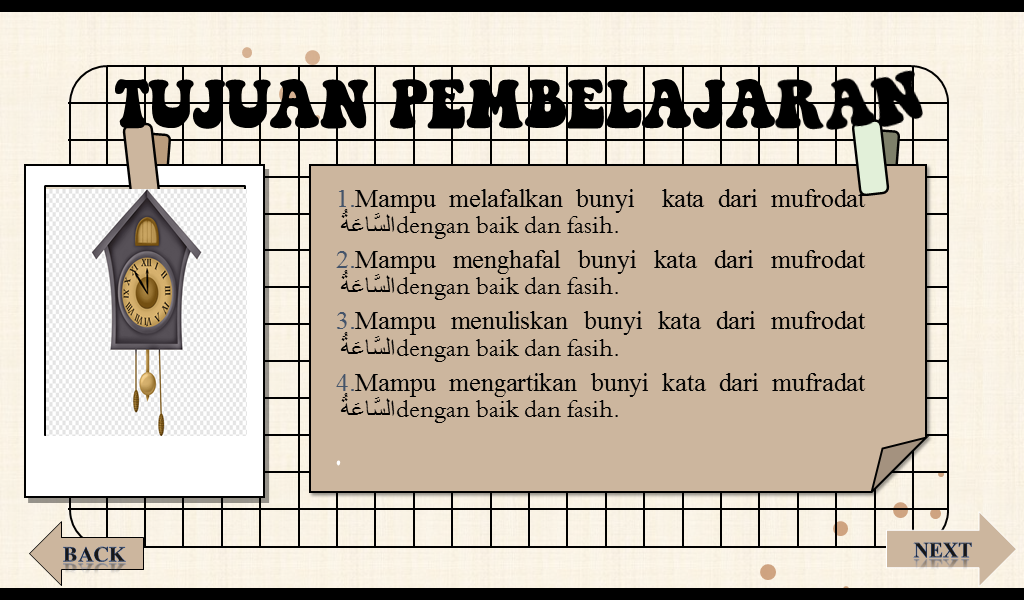 TUJUAN PEMBELAJARAN
1.Mampu melafalkan bunyi kata dari mufrodat
السَّاعَةُ dengan baik dan fasih.
2.Mampu menghafal bunyi kata dari mufrodat
السَّاعَةُ dengan baik dan fasih.
3.Mampu menuliskan bunyi kata dari mufrodat
السَّاعَةُ dengan baik dan fasih.
4.Mampu mengartikan bunyi kata dari mufradat
السَّاعَةُ dengan baik dan fasih.
BACK
NEXT